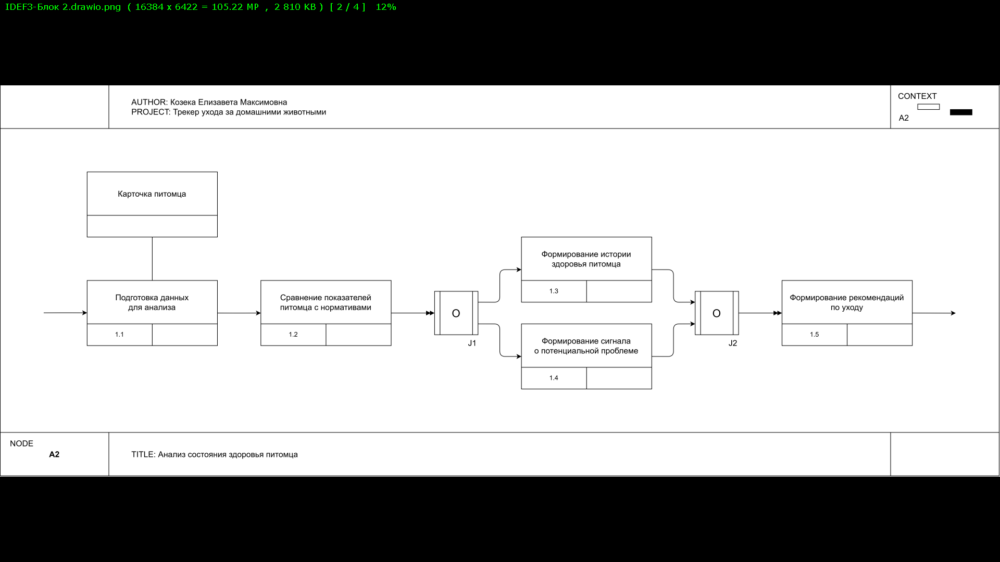 IDEF3-Блок 2.drawio.png ( 16384 x 6422 = 105.22 MP , 2 810 KB ) [ 2 / 4 ] 12%
AUTHOR: Козека Елизавета Максимовна
PROJECT: Трекер ухода за домашними животными
CONTEXT
A2
Карточка питомца
Подготовка данных
для анализа
1.1
Сравнение показателей
питомца с нормативами
1.2
O
J1
Формирование истории
здоровья питомца
1.3
Формирование сигнала
о потенциальной проблеме
1.4
O
J2
Формирование рекомендаций
по уходу
1.5
NODE
A2
TITLE: Анализ состояния здоровья питомца